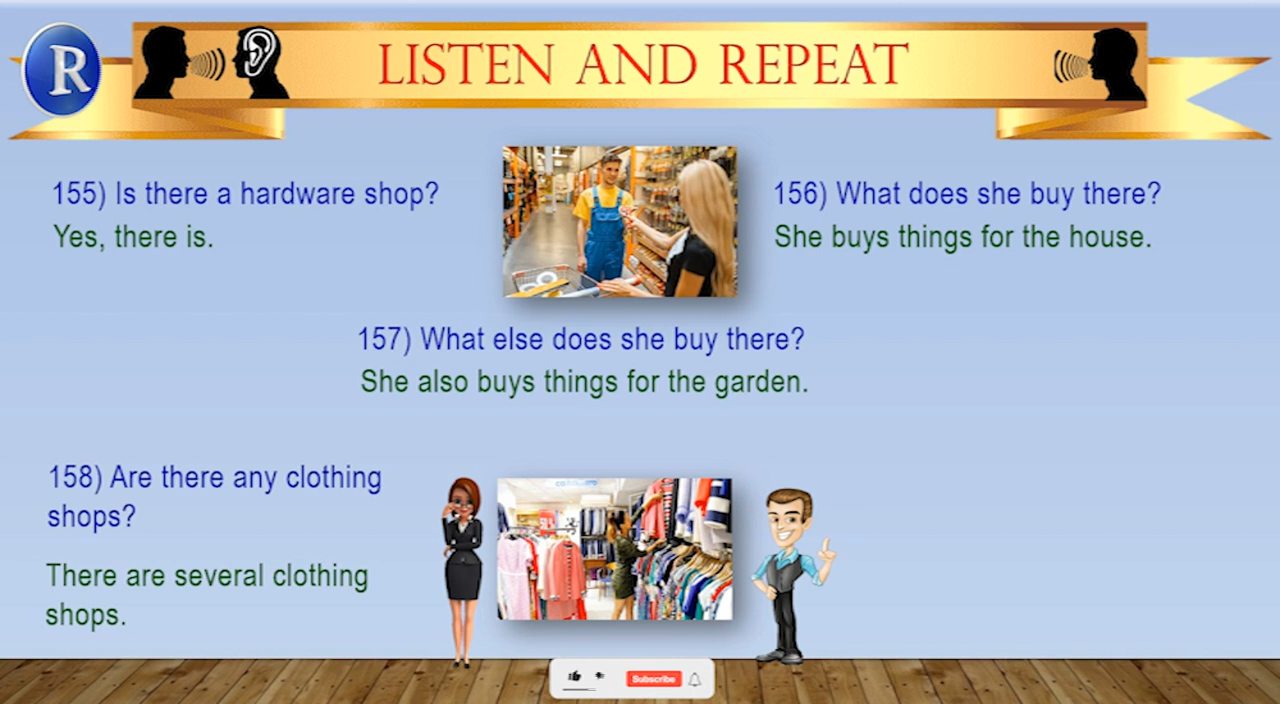 R
LISTEN AND REPEAT
155) Is there a hardware shop?
Yes, there is.
156) What does she buy there?
She buys things for the house.
157) What else does she buy there?
She also buys things for the garden.
158) Are there any clothing
shops?
There are several clothing
shops.
Subscribe